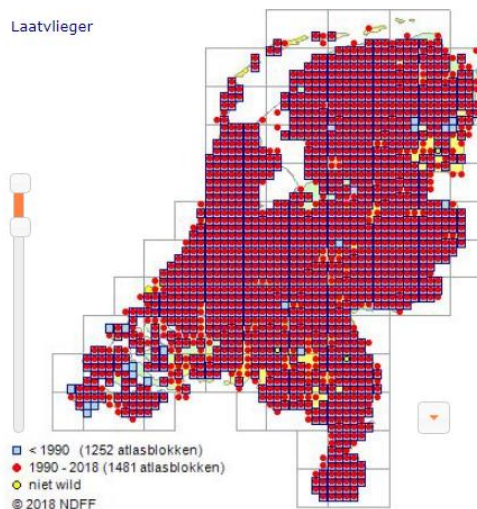 Laatvlieger
< 1990 (1252 atlasblokken)
1990 - 2018 (1481 atlasblokken)
niet wild
© 2018 NDFF